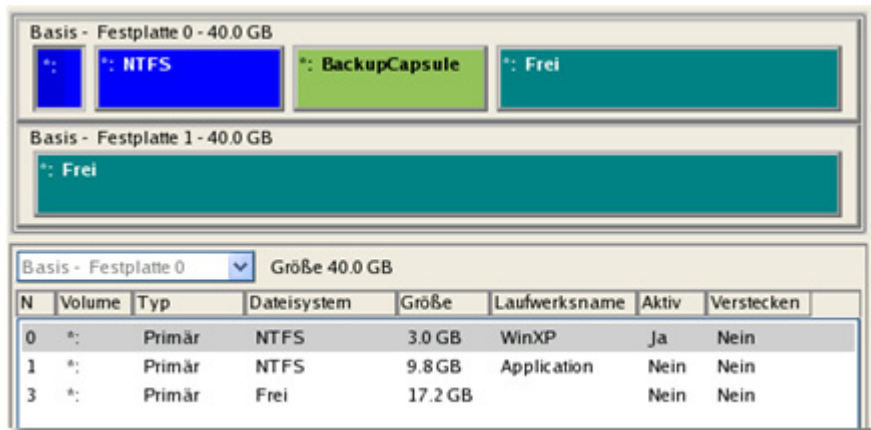 Basis - Festplatte 0 - 40.0 GB
*:
*: NTFS
*: BackupCapsule
*: Frei
Basis - Festplatte 1 - 40.0 GB
*: Frei
Basis - Festplatte 0 Größe 40.0 GB
N Volume Typ Dateisystem Größe Laufwerksname Aktiv Verstecken
0 *: Primär NTFS 3.0 GB WinXP Ja Nein
1 *: Primär NTFS 9.8 GB Application Nein Nein
3 *: Primär Frei 17.2 GB Nein Nein